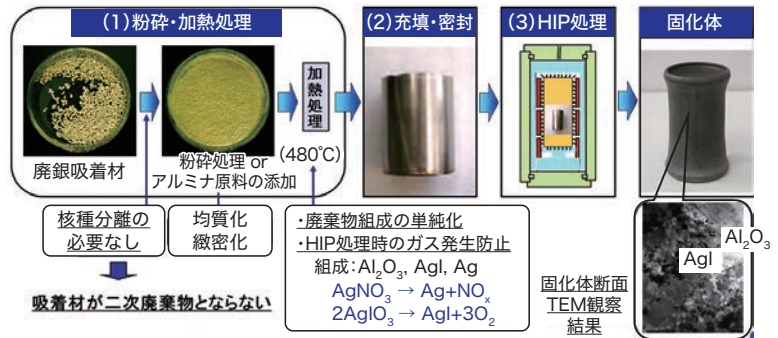 (1)粉砕・加熱処理
(2)充填・密封
(3)HIP処理
固化体
廃銀吸着材
粉砕処理 or
アルミナ原料の添加
加熱処理
(480℃)
核種分離の
必要なし
均質化
緻密化
・廃棄物組成の単純化
・HIP処理時のガス発生防止
組成:Al₂O₃, AgI, Ag
AgNO₃ → Ag+NOₓ
2AgIO₃ → AgI+3O₂
吸着材が二次廃棄物とならない
固化体断面
TEM観察
結果
Al₂O₃
AgI